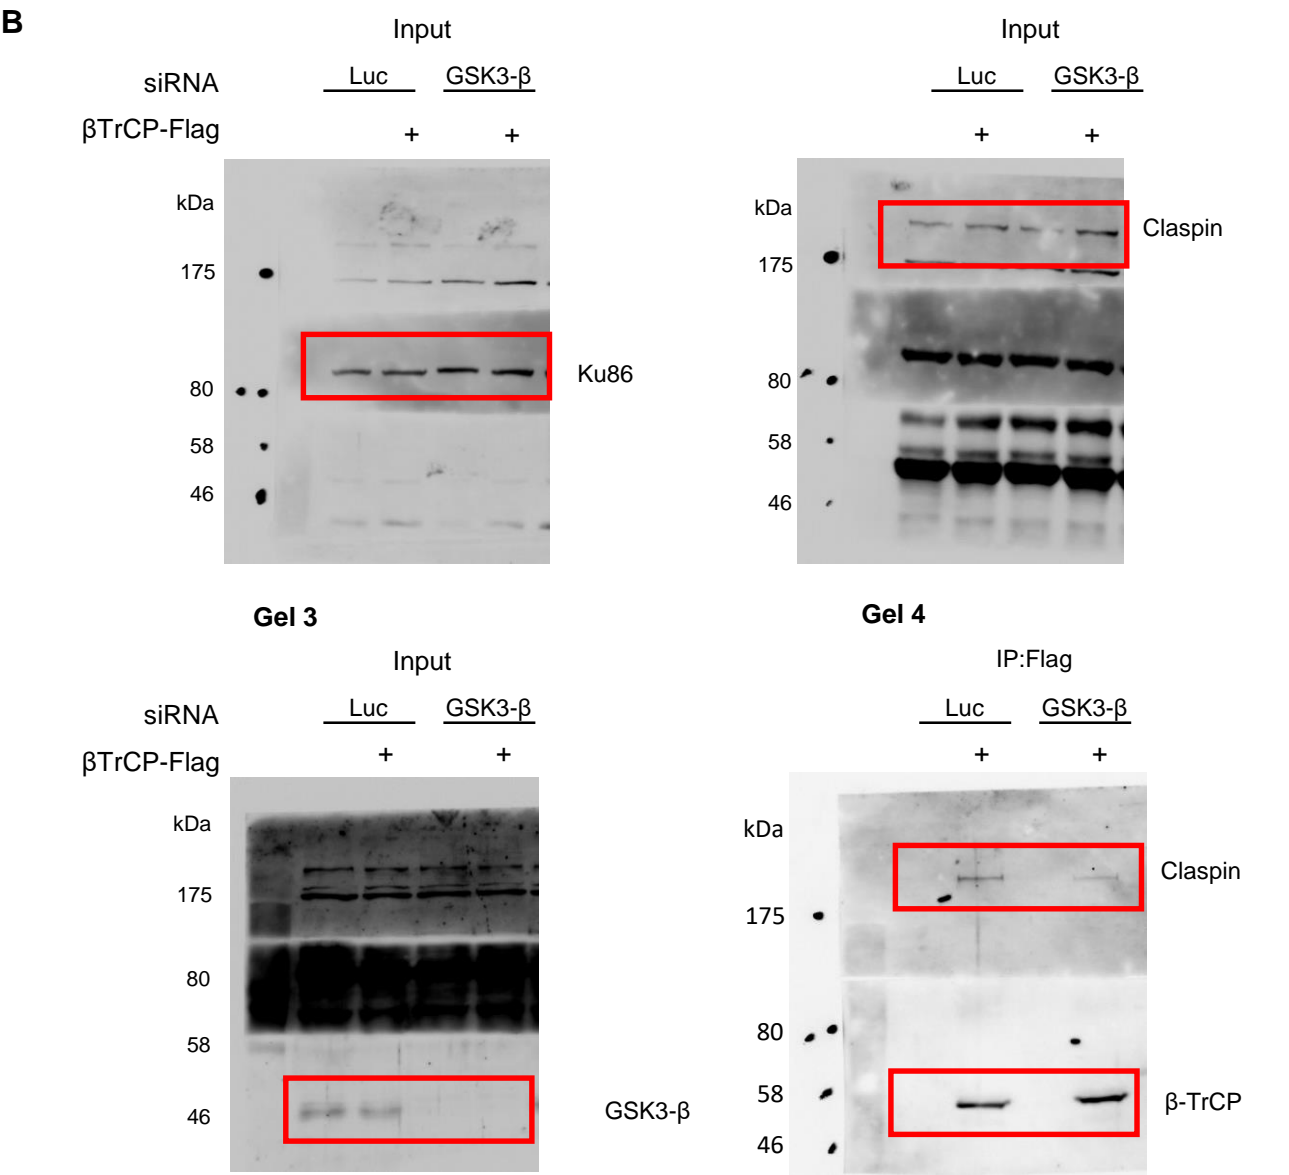 B
Input
siRNA
Luc
GSK3-β
βTrCP-Flag
+
+
kDa
175
80
58
46
Ku86
Input
Luc
GSK3-β
+
+
kDa
175
80
58
46
Claspin
Gel 3
Input
siRNA
Luc
GSK3-β
βTrCP-Flag
+
+
kDa
175
80
58
46
GSK3-β
Gel 4
IP:Flag
Luc
GSK3-β
+
+
kDa
175
80
58
46
Claspin
β-TrCP